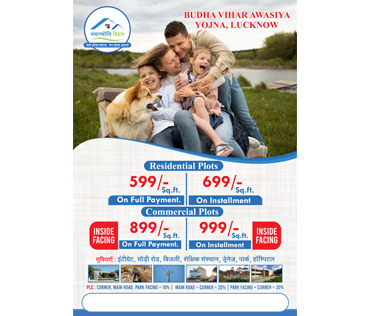 BUDHA VIHAR AWASIYA
YOJNA, LUCKNOW
पंचाज्योति विहार
Residential Plots
599/- Sq.ft.
699/- Sq.ft.
On Full Payment.
On Installment
Commercial Plots
INSIDE
FACING
899/- Sq.ft.
999/- Sq.ft.
INSIDE
FACING
On Full Payment.
On Installment
सुविधाएँ : इंटीग्रेट, चौड़ी रोड, बिजली, शैक्षिक संस्थान, ड्रेनेज, पार्क, हॉस्पिटल
PLC : CORNER, MAIN ROAD, PARK FACING + 10% | MAIN ROAD + CORNER + 20% | PARK FACING + CORNER + 20%